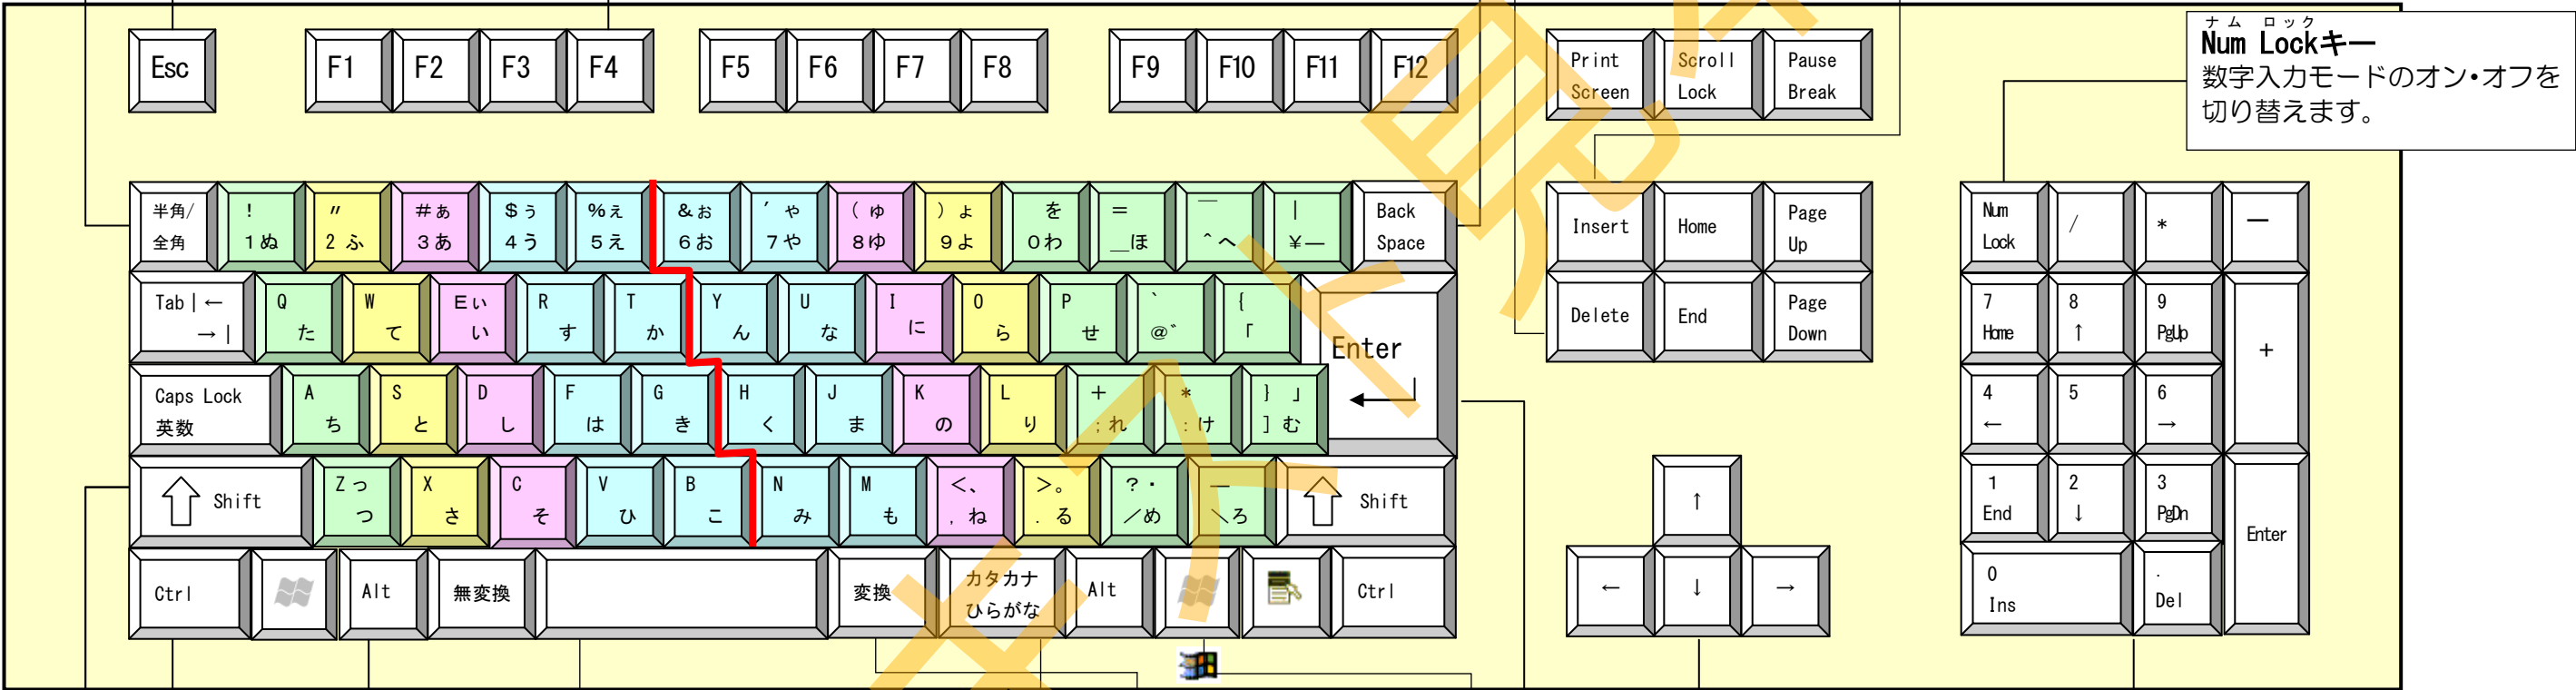 ナム ロック
Num Lockキー
数字入力モードのオン・オフを
切り替えます。
Esc F1 F2 F3 F4 F5 F6 F7 F8 F9 F10 F11 F12
Print Scroll Pause
Screen Lock Break
半角/ ! 〃 #ぁ $ぅ %ぇ &ぉ ´ゃ (ゅ )ょ を = ￣ | Back
全角 1ぬ 2ふ 3あ 4う 5え 6お 7や 8ゆ 9よ 0わ _ほ ^へ ¥― Space
Insert Home Page
Up
Num / * ー
Lock
Tab |← Q W Eぃ R T Y U I O P ` {
→| た て い す か ん な に ら せ @゛ 「
Enter
Delete End Page
Down
7 8 9 +
Home ↑ PgUp
Caps Lock A S D F G H J K L + * } 」
英数 ち と し は き く ま の り ;れ :け ] む
4 5 6
← →
Shift Zっ X C V B N M <、 >。 ?・ ― Shift
つ さ そ ひ こ み も ,ね .る /め \ろ
↑
1 2 3 Enter
End ↓ PgDn
Ctrl Alt 無変換 変換 カタカナ Alt Ctrl
ひらがな
← ↓ →
0 .
Ins Del